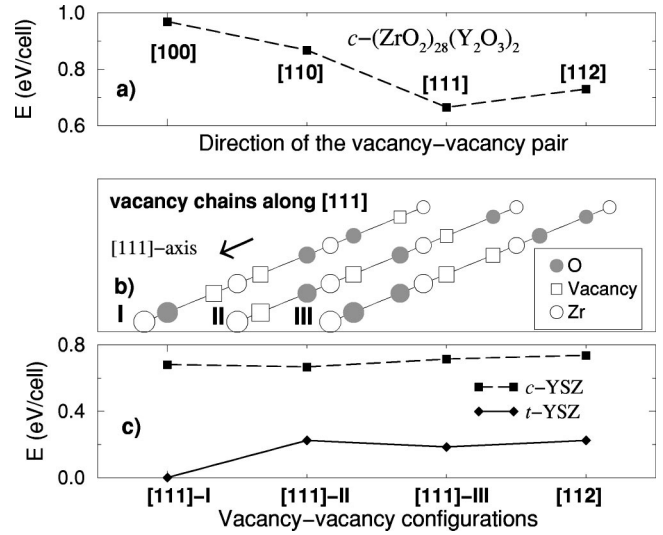 1.0
0.8
0.6
E (eV/cell)
c−(ZrO2)28(Y2O3)2
[100]
[110]
[111]
[112]
a)
Direction of the vacancy−vacancy pair
vacancy chains along [111]
[111]−axis
b)
I
II
III
O
Vacancy
Zr
0.8
0.4
0.0
E (eV/cell)
c−YSZ
t−YSZ
c)
[111]−I
[111]−II
[111]−III
[112]
Vacancy−vacancy configurations